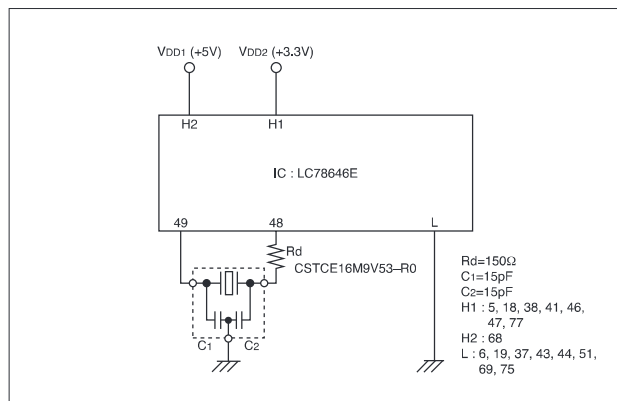 VDD1 (+5V)
VDD2 (+3.3V)
H2
H1
IC : LC78646E
49
48
L
Rd
CSTCE16M9V53–R0
C1
C2
Rd=150Ω
C1=15pF
C2=15pF
H1 : 5, 18, 38, 41, 46,
47, 77
H2 : 68
L : 6, 19, 37, 43, 44, 51,
69, 75